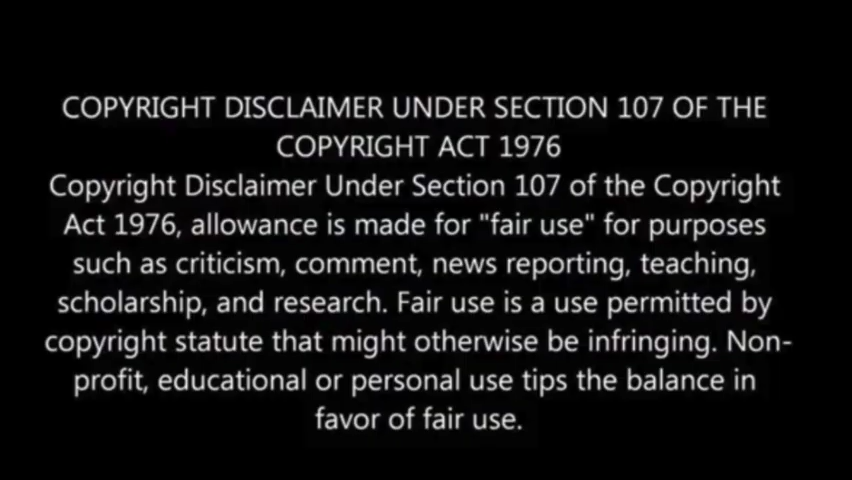 COPYRIGHT DISCLAIMER UNDER SECTION 107 OF THE
COPYRIGHT ACT 1976
Copyright Disclaimer Under Section 107 of the Copyright
Act 1976, allowance is made for "fair use" for purposes
such as criticism, comment, news reporting, teaching,
scholarship, and research. Fair use is a use permitted by
copyright statute that might otherwise be infringing. Non-
profit, educational or personal use tips the balance in
favor of fair use.